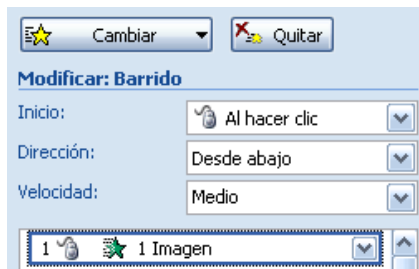 Cambiar Quitar
Modificar: Barrido
Inicio: Al hacer clic
Dirección: Desde abajo
Velocidad: Medio
1 1 Imagen